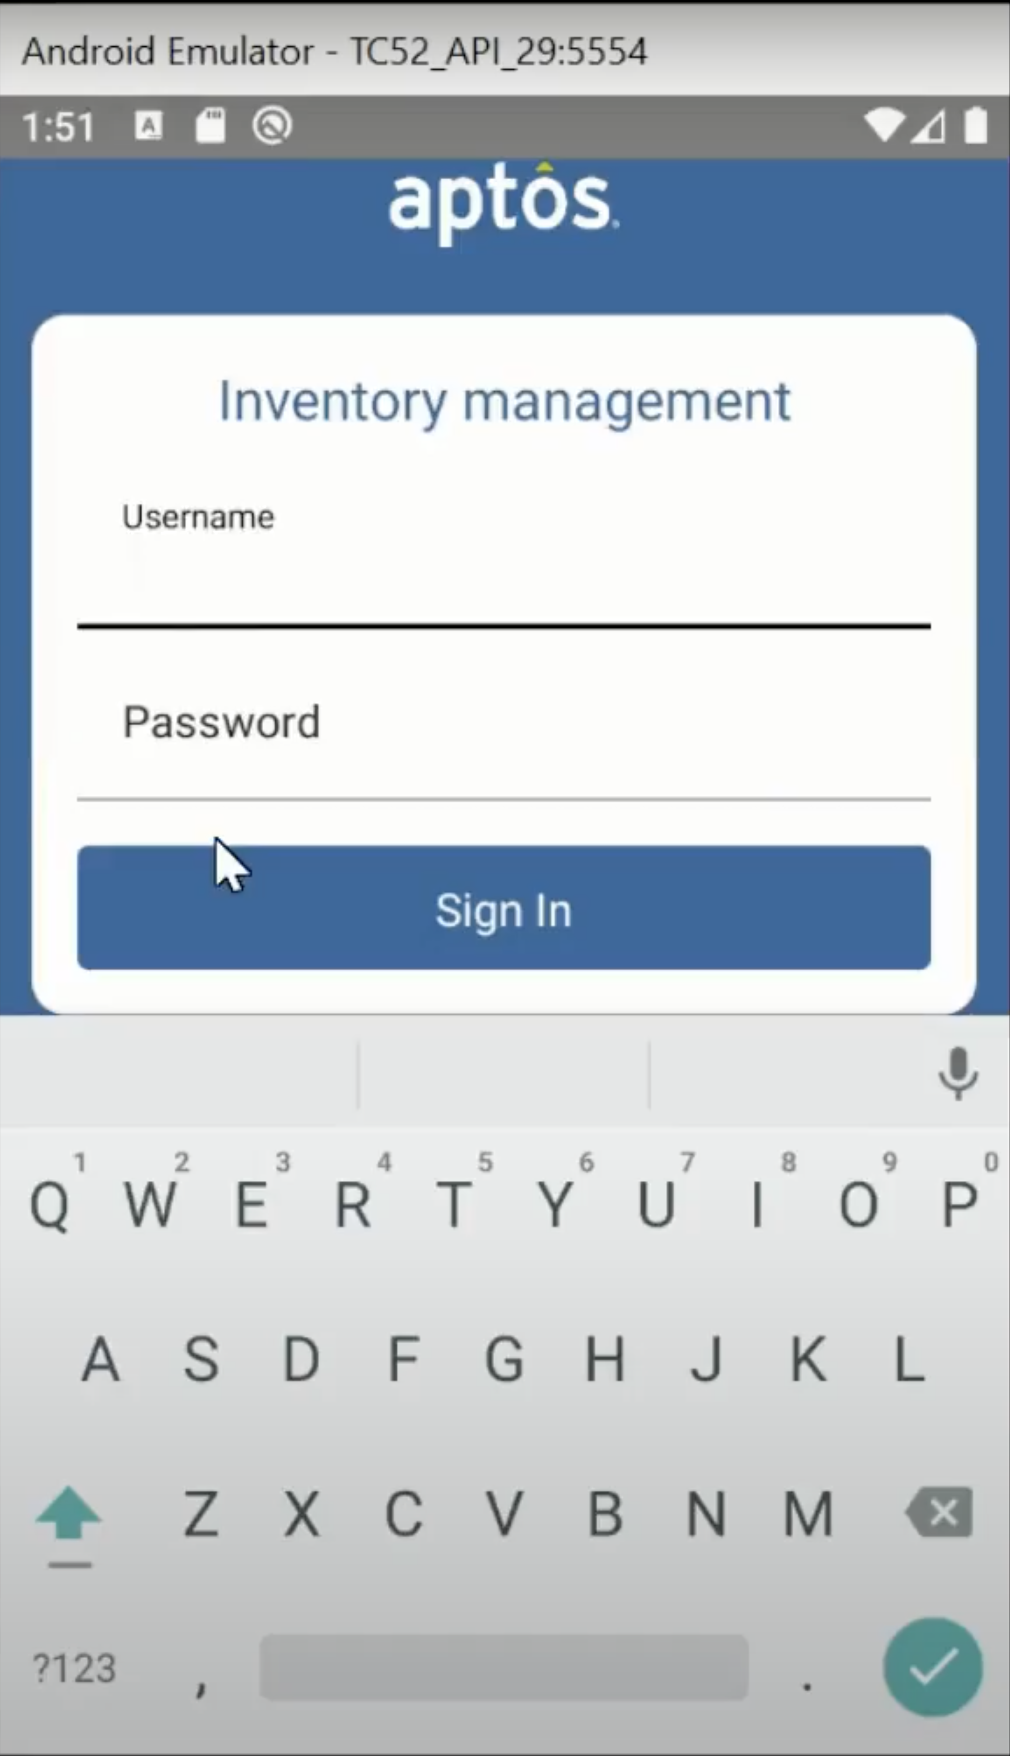 Android Emulator - TC52_API_29:5554
1:51
aptôs.
Inventory management
Username
Password
Sign In
1 2 3 4 5 6 7 8 9 0
Q W E R T Y U I O P
A S D F G H J K L
Z X C V B N M
?123 , .